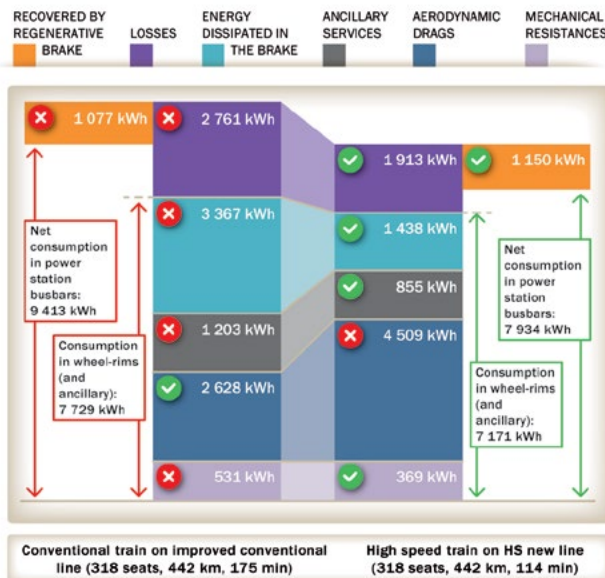 RECOVERED BY
REGENERATIVE
BRAKE
LOSSES
ENERGY
DISSIPATED IN
THE BRAKE
ANCILLARY
SERVICES
AERODYNAMIC
DRAGS
MECHANICAL
RESISTANCES
1 077 kWh
2 761 kWh
1 913 kWh
1 150 kWh
3 367 kWh
1 438 kWh
855 kWh
1 203 kWh
4 509 kWh
2 628 kWh
531 kWh
369 kWh
Net
consumption
in power
station
busbars:
9 413 kWh
Consumption
in wheel-rims
(and
ancillary):
7 729 kWh
Net
consumption
in power
station
busbars:
7 934 kWh
Consumption
in wheel-rims
(and
ancillary):
7 171 kWh
Conventional train on improved conventional
line (318 seats, 442 km, 175 min)
High speed train on HS new line
(318 seats, 442 km, 114 min)